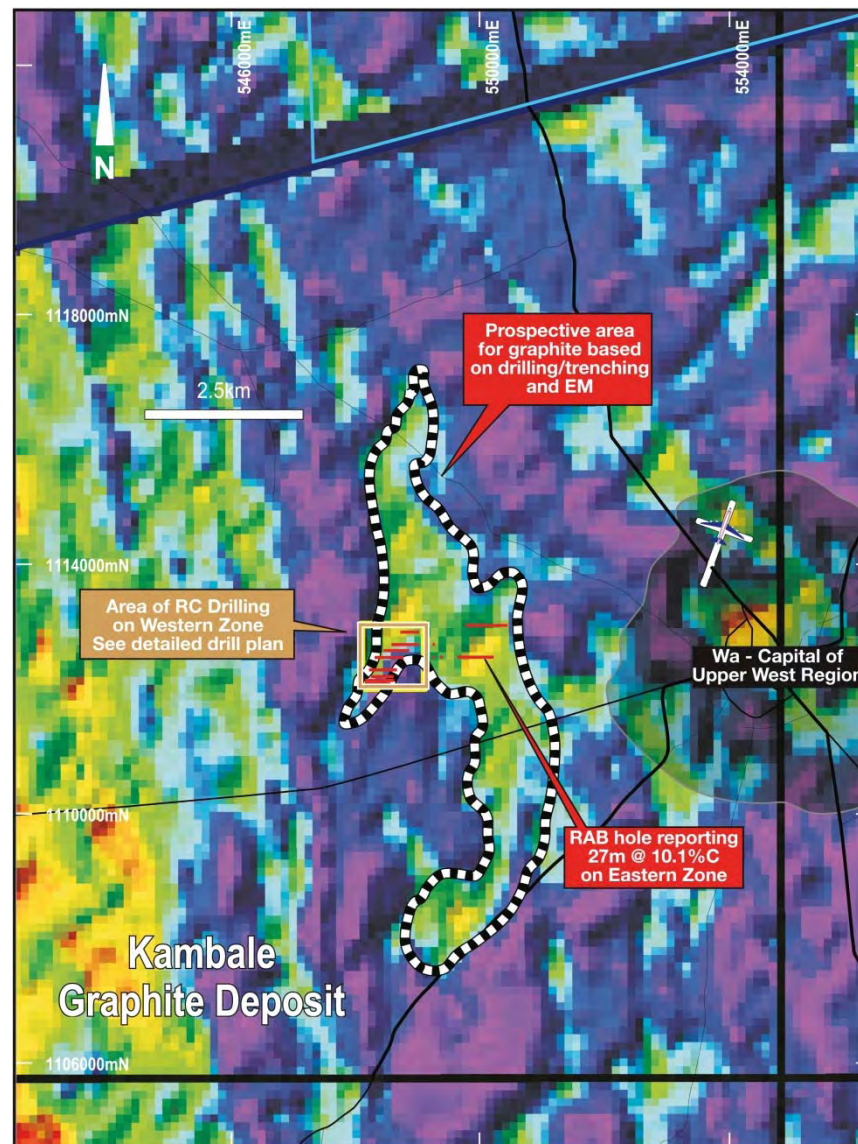 546000mE
550000mE
554000mE
N
1118000mN
Prospective area
for graphite based
on drilling/trenching
and EM
2.5km
1114000mN
Area of RC Drilling
on Western Zone
See detailed drill plan
Wa - Capital of
Upper West Region
1110000mN
RAB hole reporting
27m @ 10.1%C
on Eastern Zone
Kambale
Graphite Deposit
1106000mN